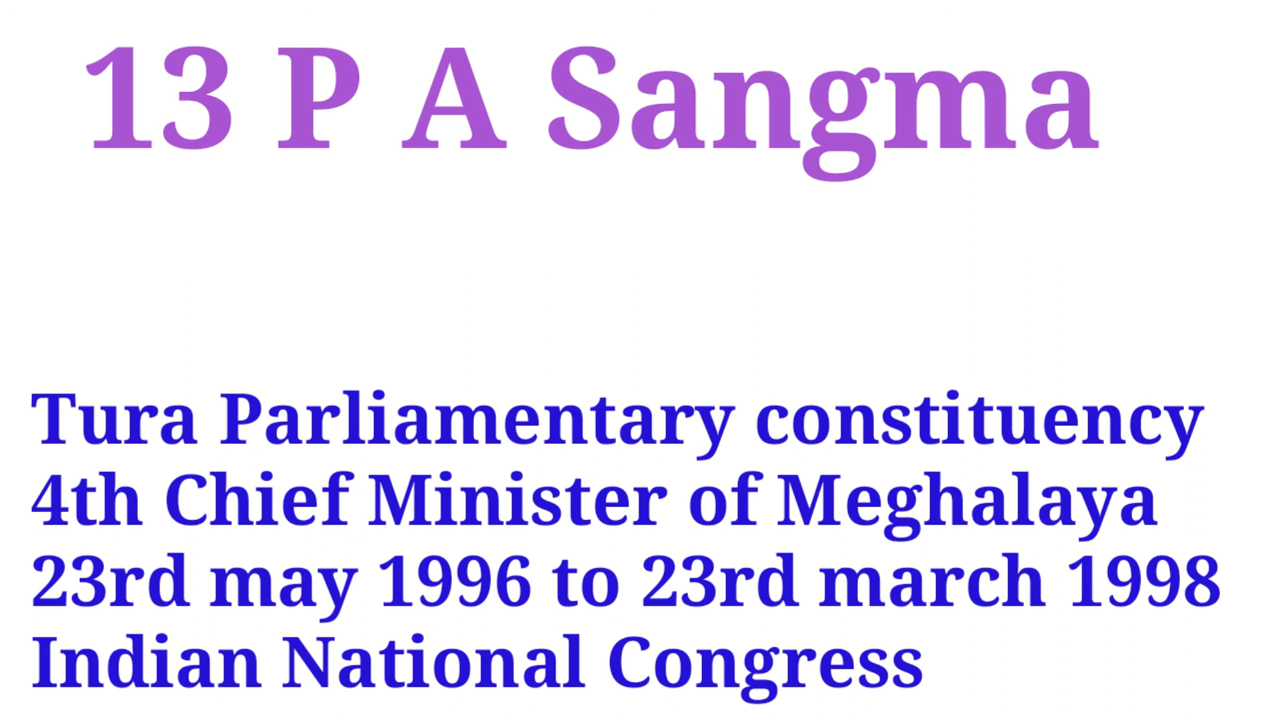 13 P A Sangma
Tura Parliamentary constituency
4th Chief Minister of Meghalaya
23rd may 1996 to 23rd march 1998
Indian National Congress